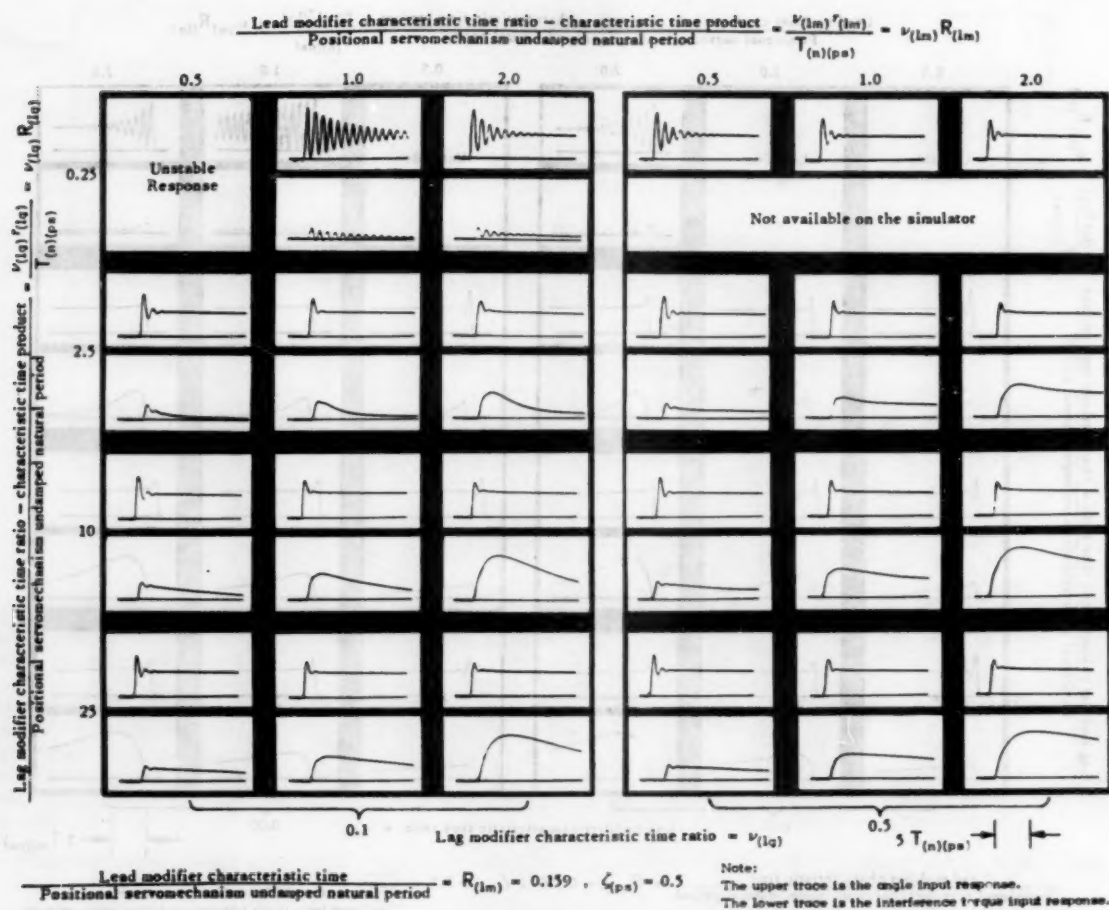 Lead modifier characteristic time ratio – characteristic time product / Positional servomechanism undamped natural period = ν(lm) τ(lm) / T(n)(ps) = ν(lm) R(lm)
0.5 1.0 2.0 0.5 1.0 2.0
Lag modifier characteristic time ratio – characteristic time product / Positional servomechanism undamped natural period = ν(lq) τ(lq) / T(n)(ps) = ν(lq) R(lq)
0.25
Unstable
Response
Not available on the simulator
2.5
10
25
0.1
0.5
Lag modifier characteristic time ratio = ν(lq)
5 T(n)(ps)
Lead modifier characteristic time / Positional servomechanism undamped natural period = R(lm) = 0.159 , ζ(ps) = 0.5
Note:
The upper trace is the angle input response.
The lower trace is the interference torque input response.